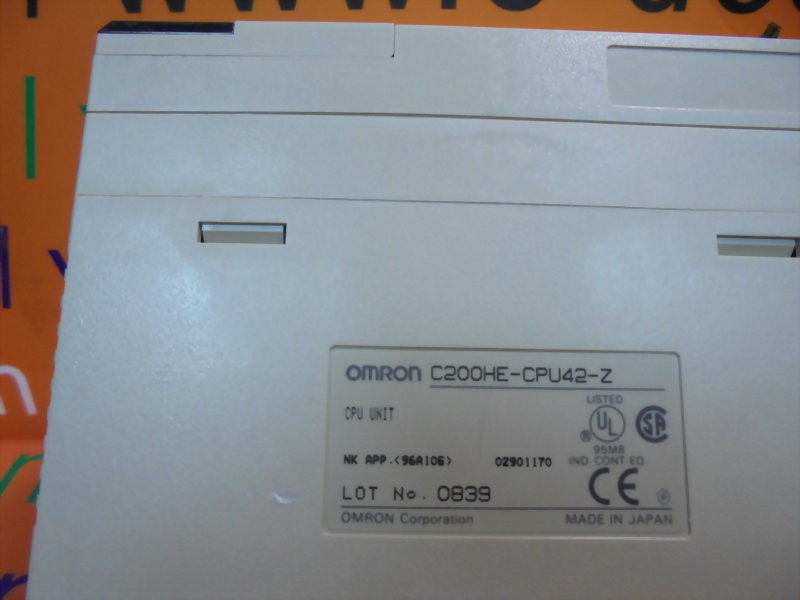 OMRON C200HE-CPU42-Z
CPU UNIT
LISTED
UL
95M8
IND CONT EQ
NK APP.<96A106> 02901170
LOT No. 0839
CE
OMRON Corporation MADE IN JAPAN